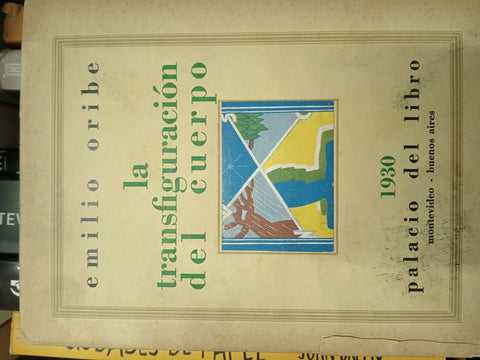 emilio oribe
la
transfiguración
del cuerpo
1930
palacio del libro
montevideo - buenos aires